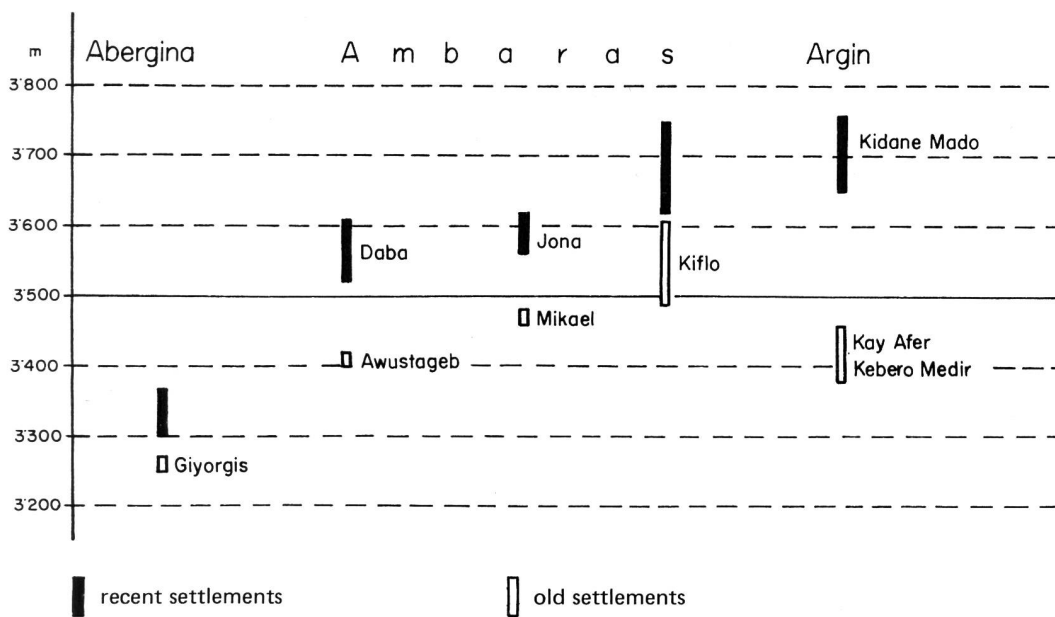 m Abergina A m b a r a s Argin
3'800
3'700
Kidane Mado
3'600
Daba
Jona
Kiflo
3'500
Mikael
Kay Afer
3'400
Awustageb
Kebero Medir
3'300
Giyorgis
3'200
recent settlements
old settlements